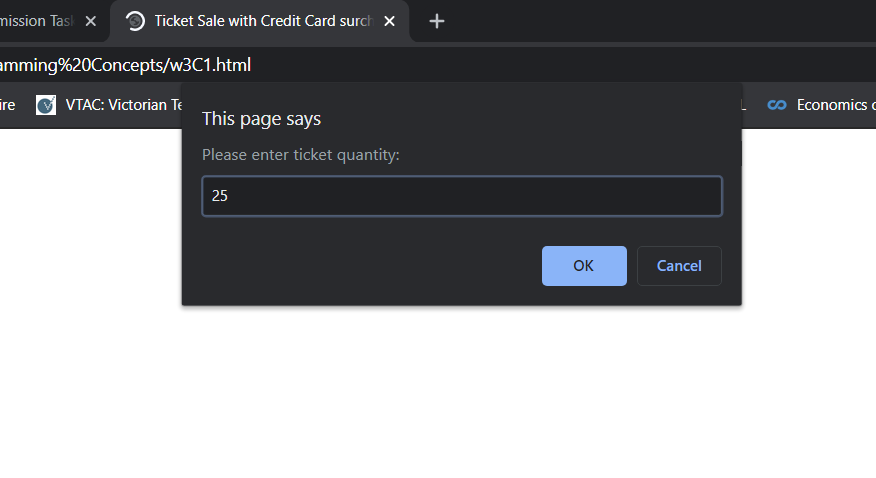 mission Task
Ticket Sale with Credit Card surch
amming%20Concepts/w3C1.html
ire
VTAC: Victorian Te
L
Economics
This page says
Please enter ticket quantity:
25
OK
Cancel